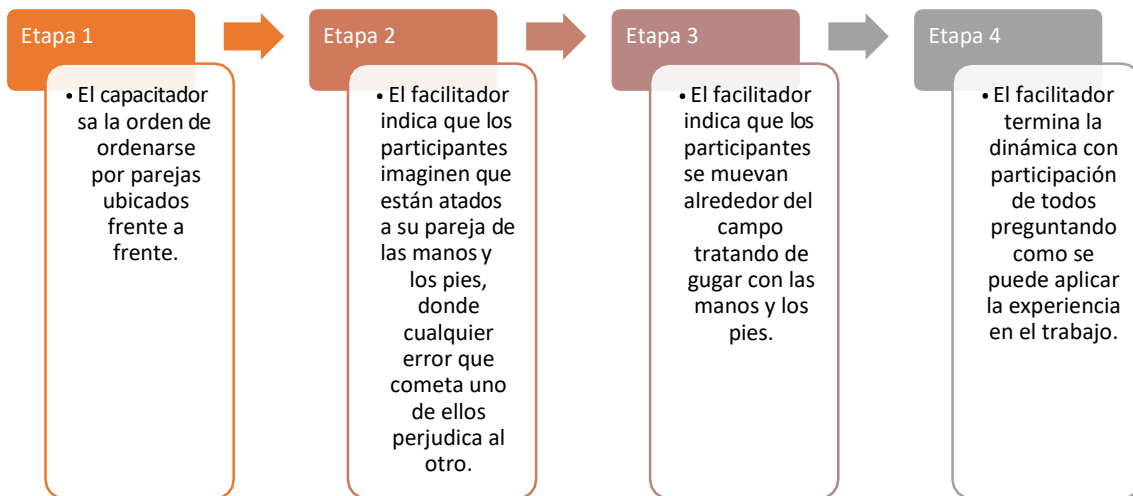 Etapa 1
• El capacitador
sa la orden de
ordenarse
por parejas
ubicados
frente a
frente.
Etapa 2
• El facilitador
indica que los
participantes
imaginen que
están atados
a su pareja de
las manos y
los pies,
donde
cualquier
error que
cometa uno
de ellos
perjudica al
otro.
Etapa 3
• El facilitador
indica que los
participantes
se muevan
alrededor del
campo
tratando de
gugar con las
manos y los
pies.
Etapa 4
• El facilitador
termina la
dinámica con
participación
de todos
preguntando
como se
puede aplicar
la experiencia
en el trabajo.